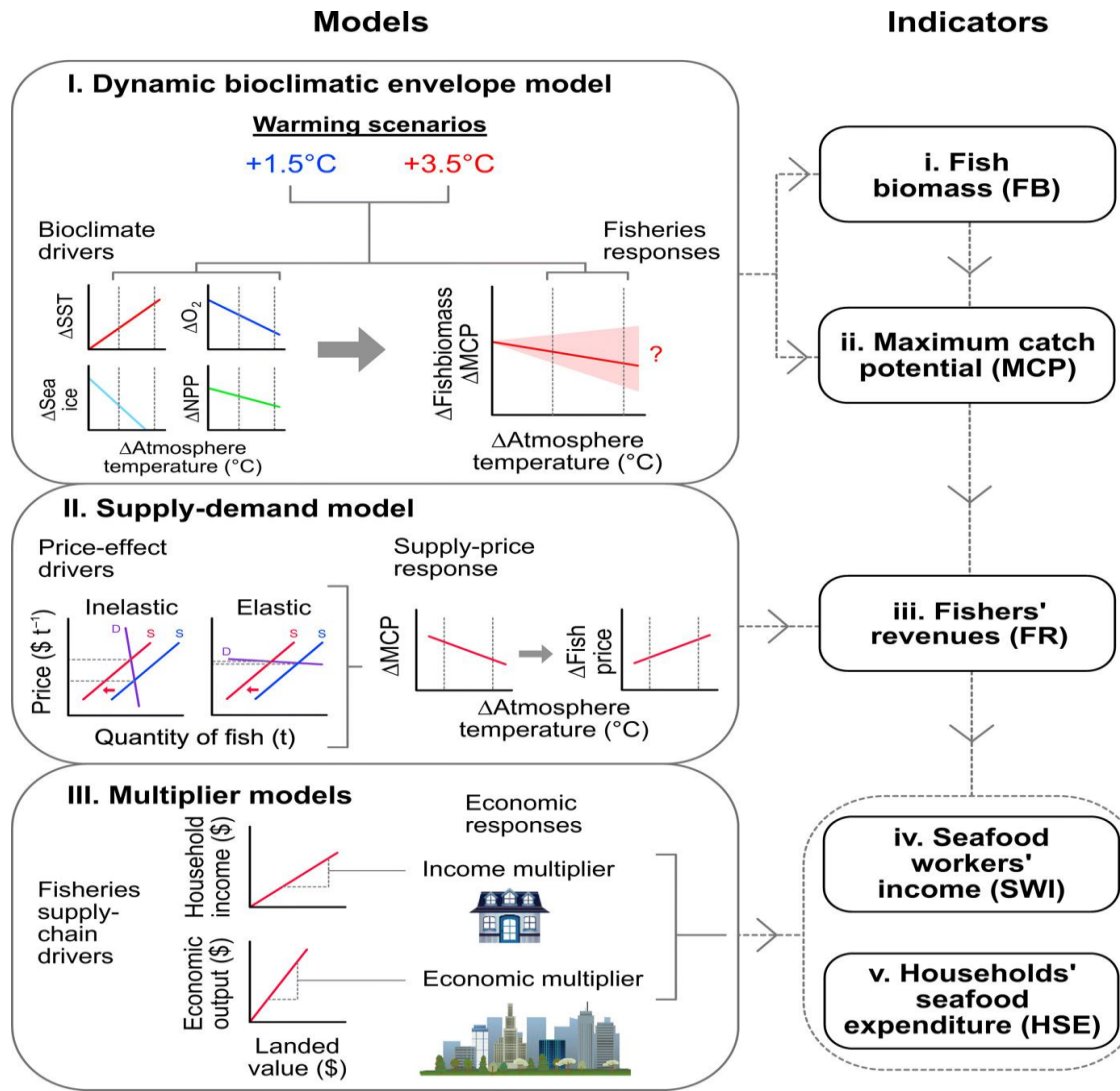 Models
Indicators
I. Dynamic bioclimatic envelope model
Warming scenarios
+1.5°C
+3.5°C
Bioclimate
drivers
Fisheries
responses
ΔSST
ΔO₂
ΔSea
ice
ΔNPP
ΔAtmosphere
temperature (°C)
ΔFishbiomass
ΔMCP
?
ΔAtmosphere
temperature (°C)
i. Fish
biomass (FB)
ii. Maximum catch
potential (MCP)
II. Supply-demand model
Price-effect
drivers
Supply-price
response
Inelastic
Elastic
Price ($ t⁻¹)
D
S
S
D
S
S
Quantity of fish (t)
ΔMCP
ΔFish
price
ΔAtmosphere
temperature (°C)
iii. Fishers'
revenues (FR)
III. Multiplier models
Fisheries
supply-
chain
drivers
Household
income ($)
Economic
output ($)
Landed
value ($)
Economic
responses
Income multiplier
Economic multiplier
iv. Seafood
workers'
income (SWI)
v. Households'
seafood
expenditure (HSE)